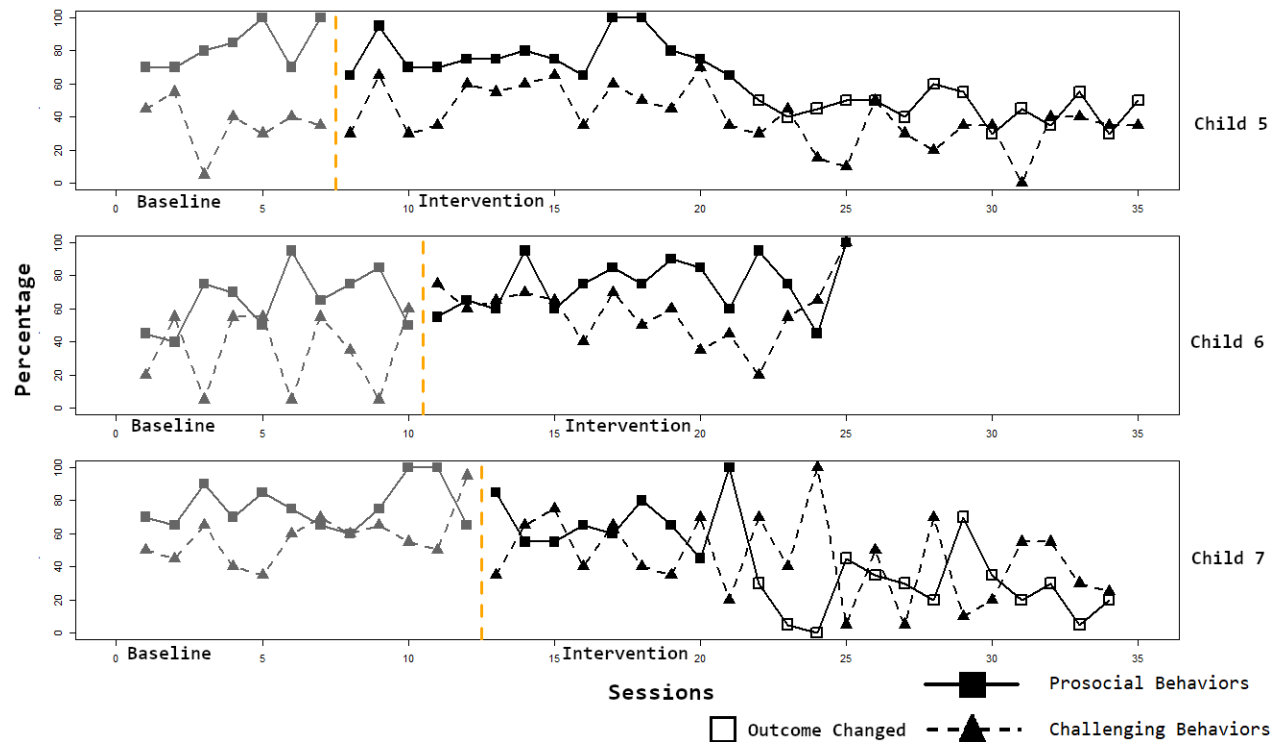 0 20 40 60 80 100
0 5 10 15 20 25 30 35
Baseline Intervention
Child 5
0 20 40 60 80 100
0 5 10 15 20 25 30 35
Baseline Intervention
Child 6
Percentage
0 20 40 60 80 100
0 5 10 15 20 25 30 35
Baseline Intervention
Child 7
Sessions
Prosocial Behaviors
Outcome Changed
Challenging Behaviors